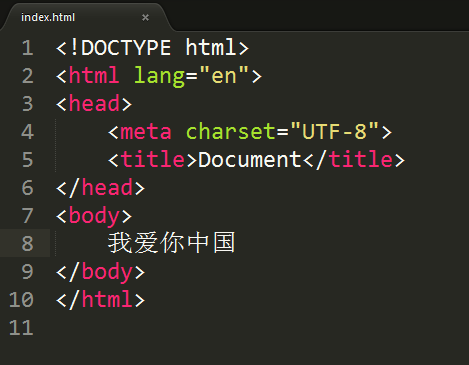 index.html ×
1 <!DOCTYPE html>
2 <html lang="en">
3 <head>
4     <meta charset="UTF-8">
5     <title>Document</title>
6 </head>
7 <body>
8     我爱你中国
9 </body>
10 </html>
11